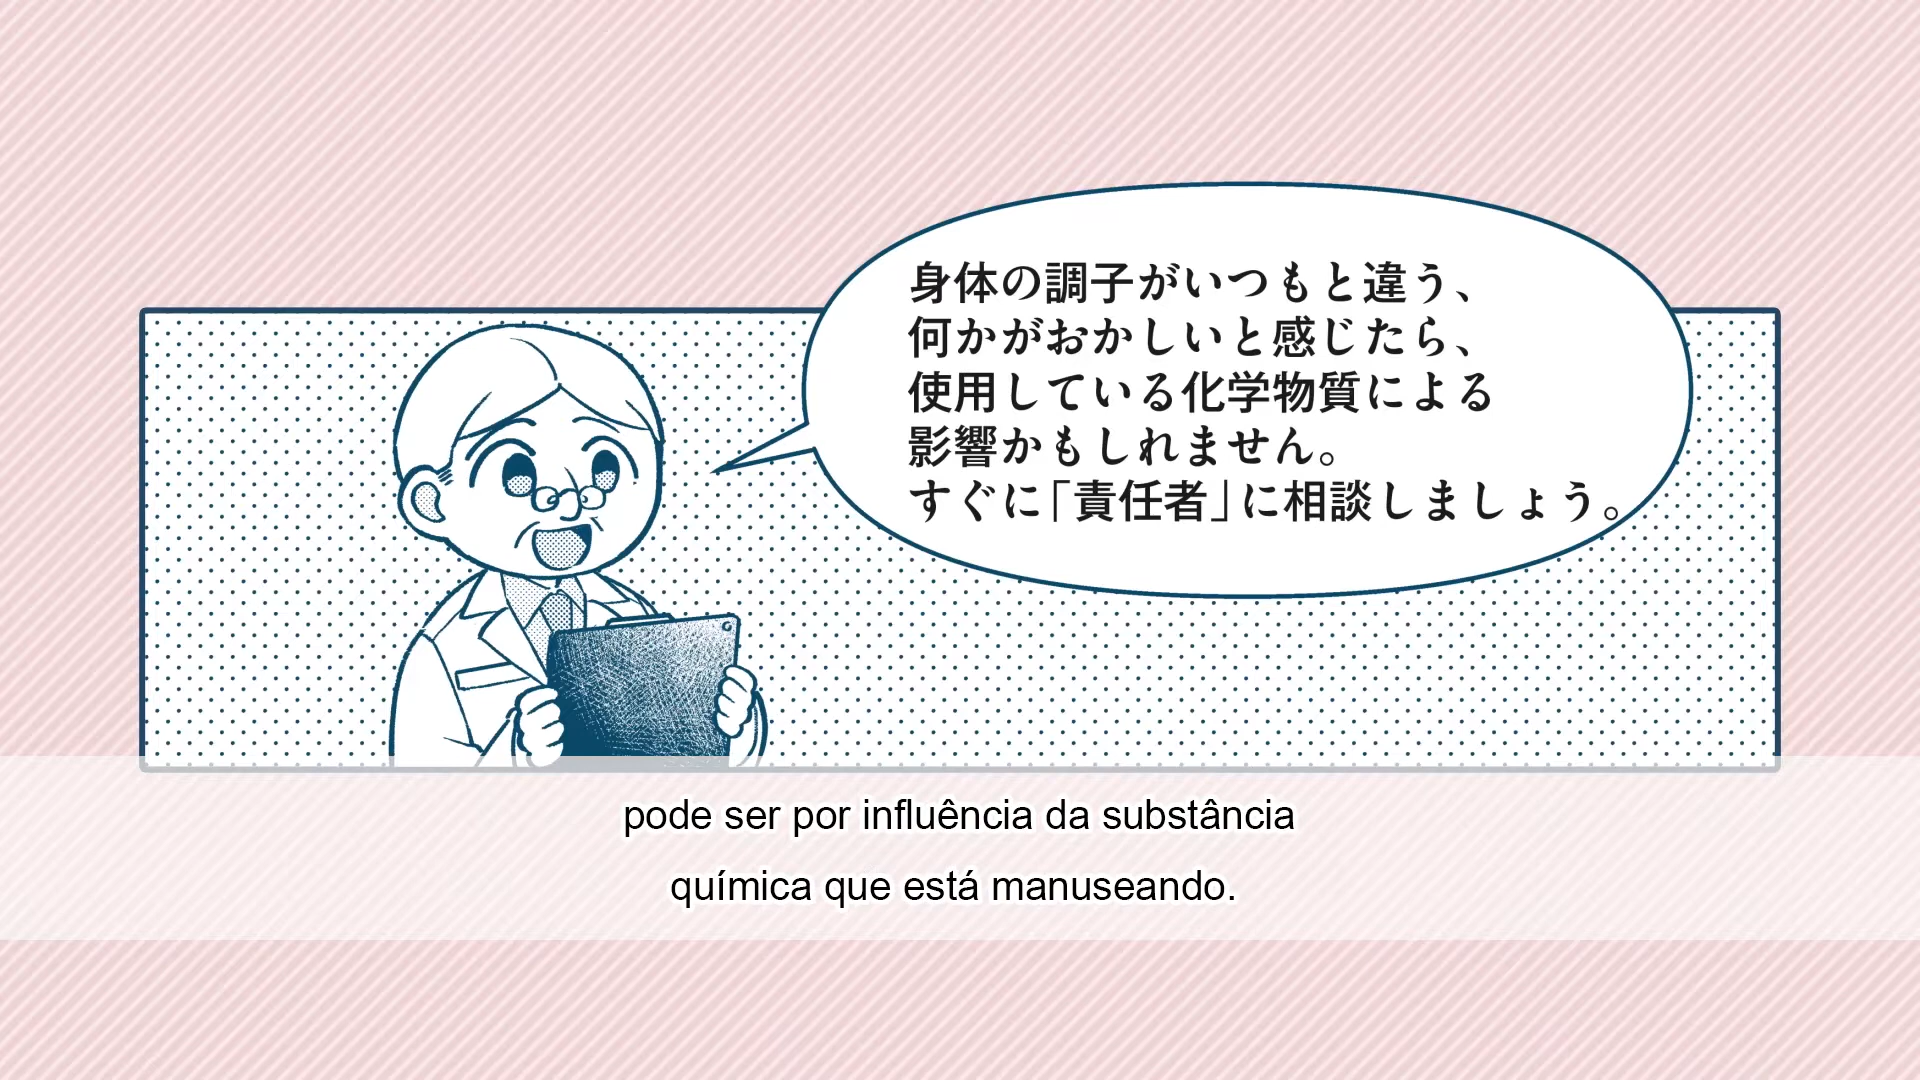 身体の調子がいつもと違う、
何かがおかしいと感じたら、
使用している化学物質による
影響かもしれません。
すぐに「責任者」に相談しましょう。
pode ser por influência da substância
química que está manuseando.